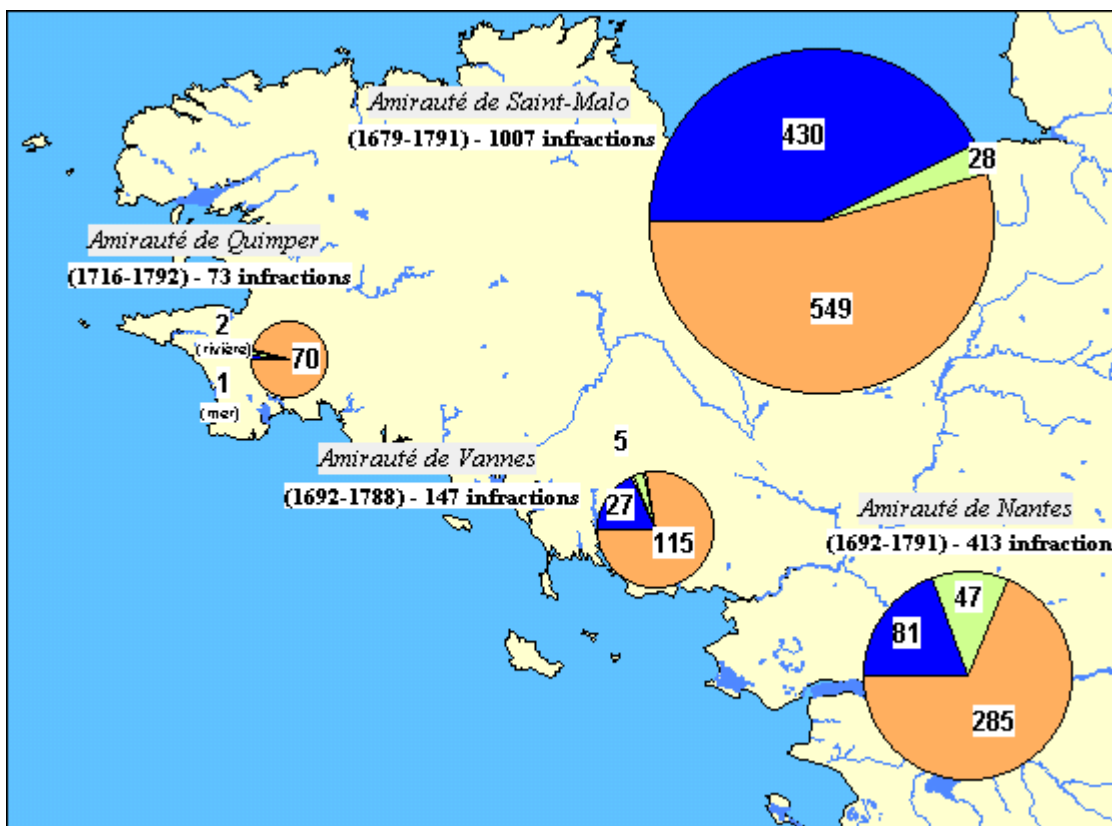 Amirauté de Saint-Malo
(1679-1791) - 1007 infractions
430
28
549
Amirauté de Quimper
(1716-1792) - 73 infractions
2
(rivière)
70
1
(mer)
Amirauté de Vannes
(1692-1788) - 147 infractions
5
27
115
Amirauté de Nantes
(1692-1791) - 413 infraction
47
81
285